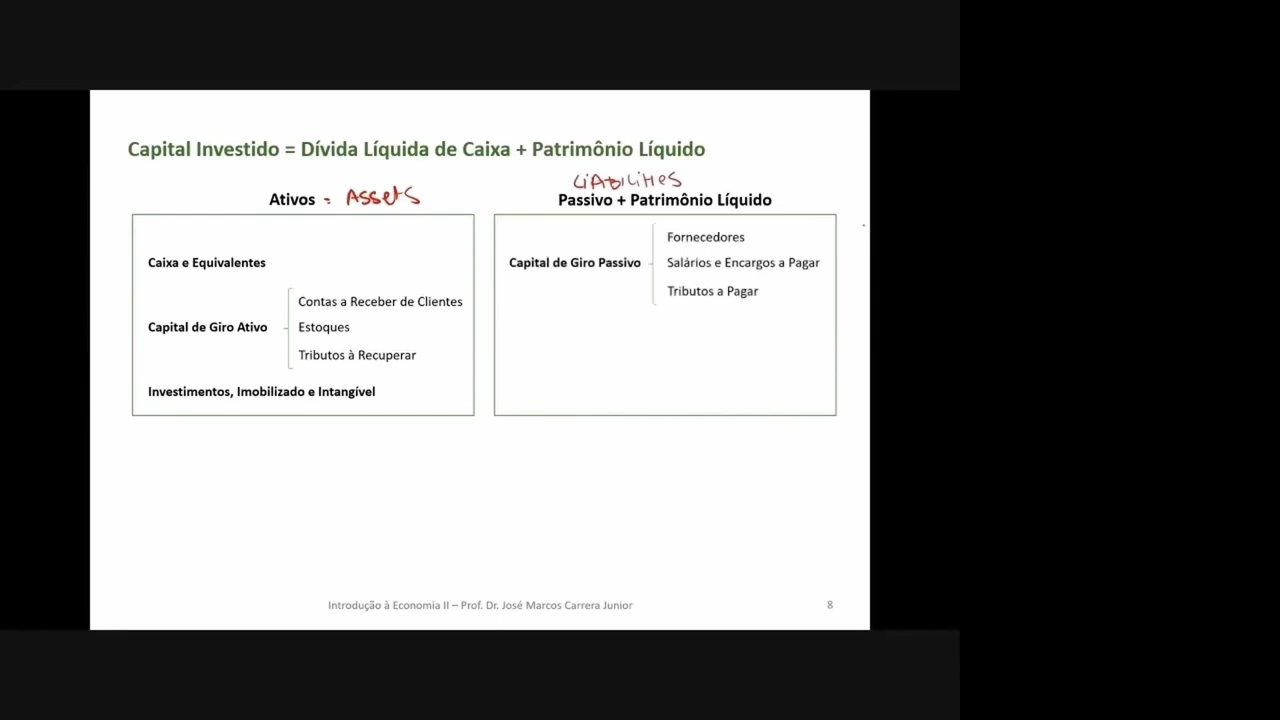 Capital Investido = Dívida Líquida de Caixa + Patrimônio Líquido
Ativos = Assets
Caixa e Equivalentes
Capital de Giro Ativo
Contas a Receber de Clientes
Estoques
Tributos à Recuperar
Investimentos, Imobilizado e Intangível
LIABILITIES
Passivo + Patrimônio Líquido
Capital de Giro Passivo
Fornecedores
Salários e Encargos a Pagar
Tributos a Pagar
Introdução à Economia II – Prof. Dr. José Marcos Carrera Junior
8